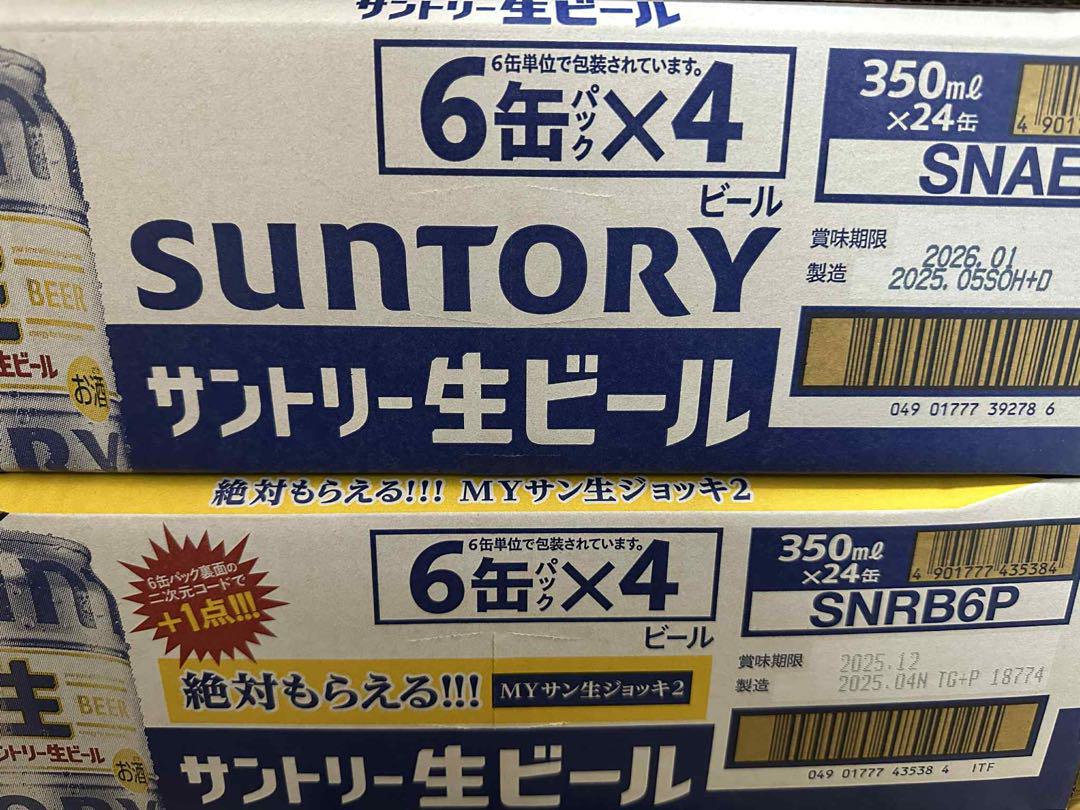 サントリー生ビール
6缶単位で包装されています。
6缶パック×4
350ml
×24缶
4 901
SNAE
ビール
SUNTORY
賞味期限 2026.01
製造 2025.05SOH+D
BEER
生ビール
お酒
サントリー生ビール
049 01777 39278 6
絶対もらえる!!! MYサン生ジョッキ2
6缶パック裏面の
二次元コードで
+1点!!!
6缶単位で包装されています。
6缶パック×4
350ml
×24缶
4 901777 435384
SNRB6P
ビール
賞味期限 2025.12
製造 2025.04N TG+P 18774
絶対もらえる!!! MYサン生ジョッキ2
生
BEER
ントリー生ビール
お酒
サントリー生ビール
049 01777 43538 4 ITF